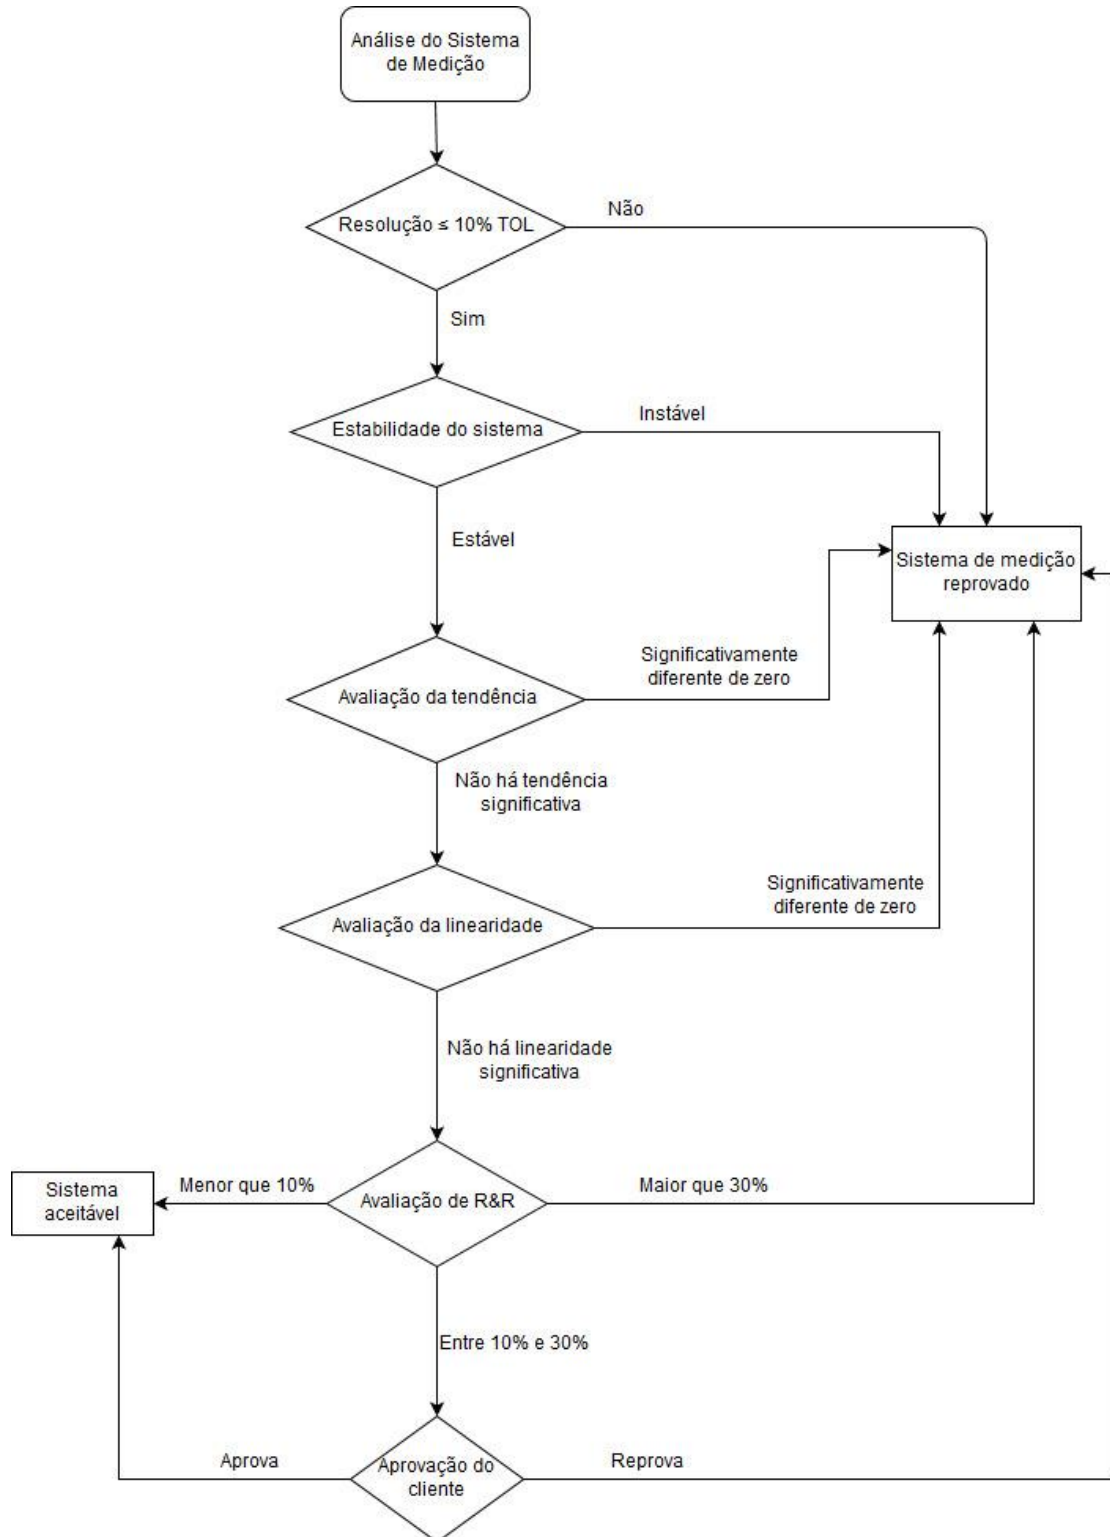 Análise do Sistema
de Medição
Resolução ≤ 10% TOL
Não
Sim
Estabilidade do sistema
Instável
Estável
Sistema de medição
reprovado
Avaliação da tendência
Significativamente
diferente de zero
Não há tendência
significativa
Avaliação da linearidade
Significativamente
diferente de zero
Não há linearidade
significativa
Sistema
aceitável
Menor que 10%
Avaliação de R&R
Maior que 30%
Entre 10% e 30%
Aprova
Aprovação do
cliente
Reprova